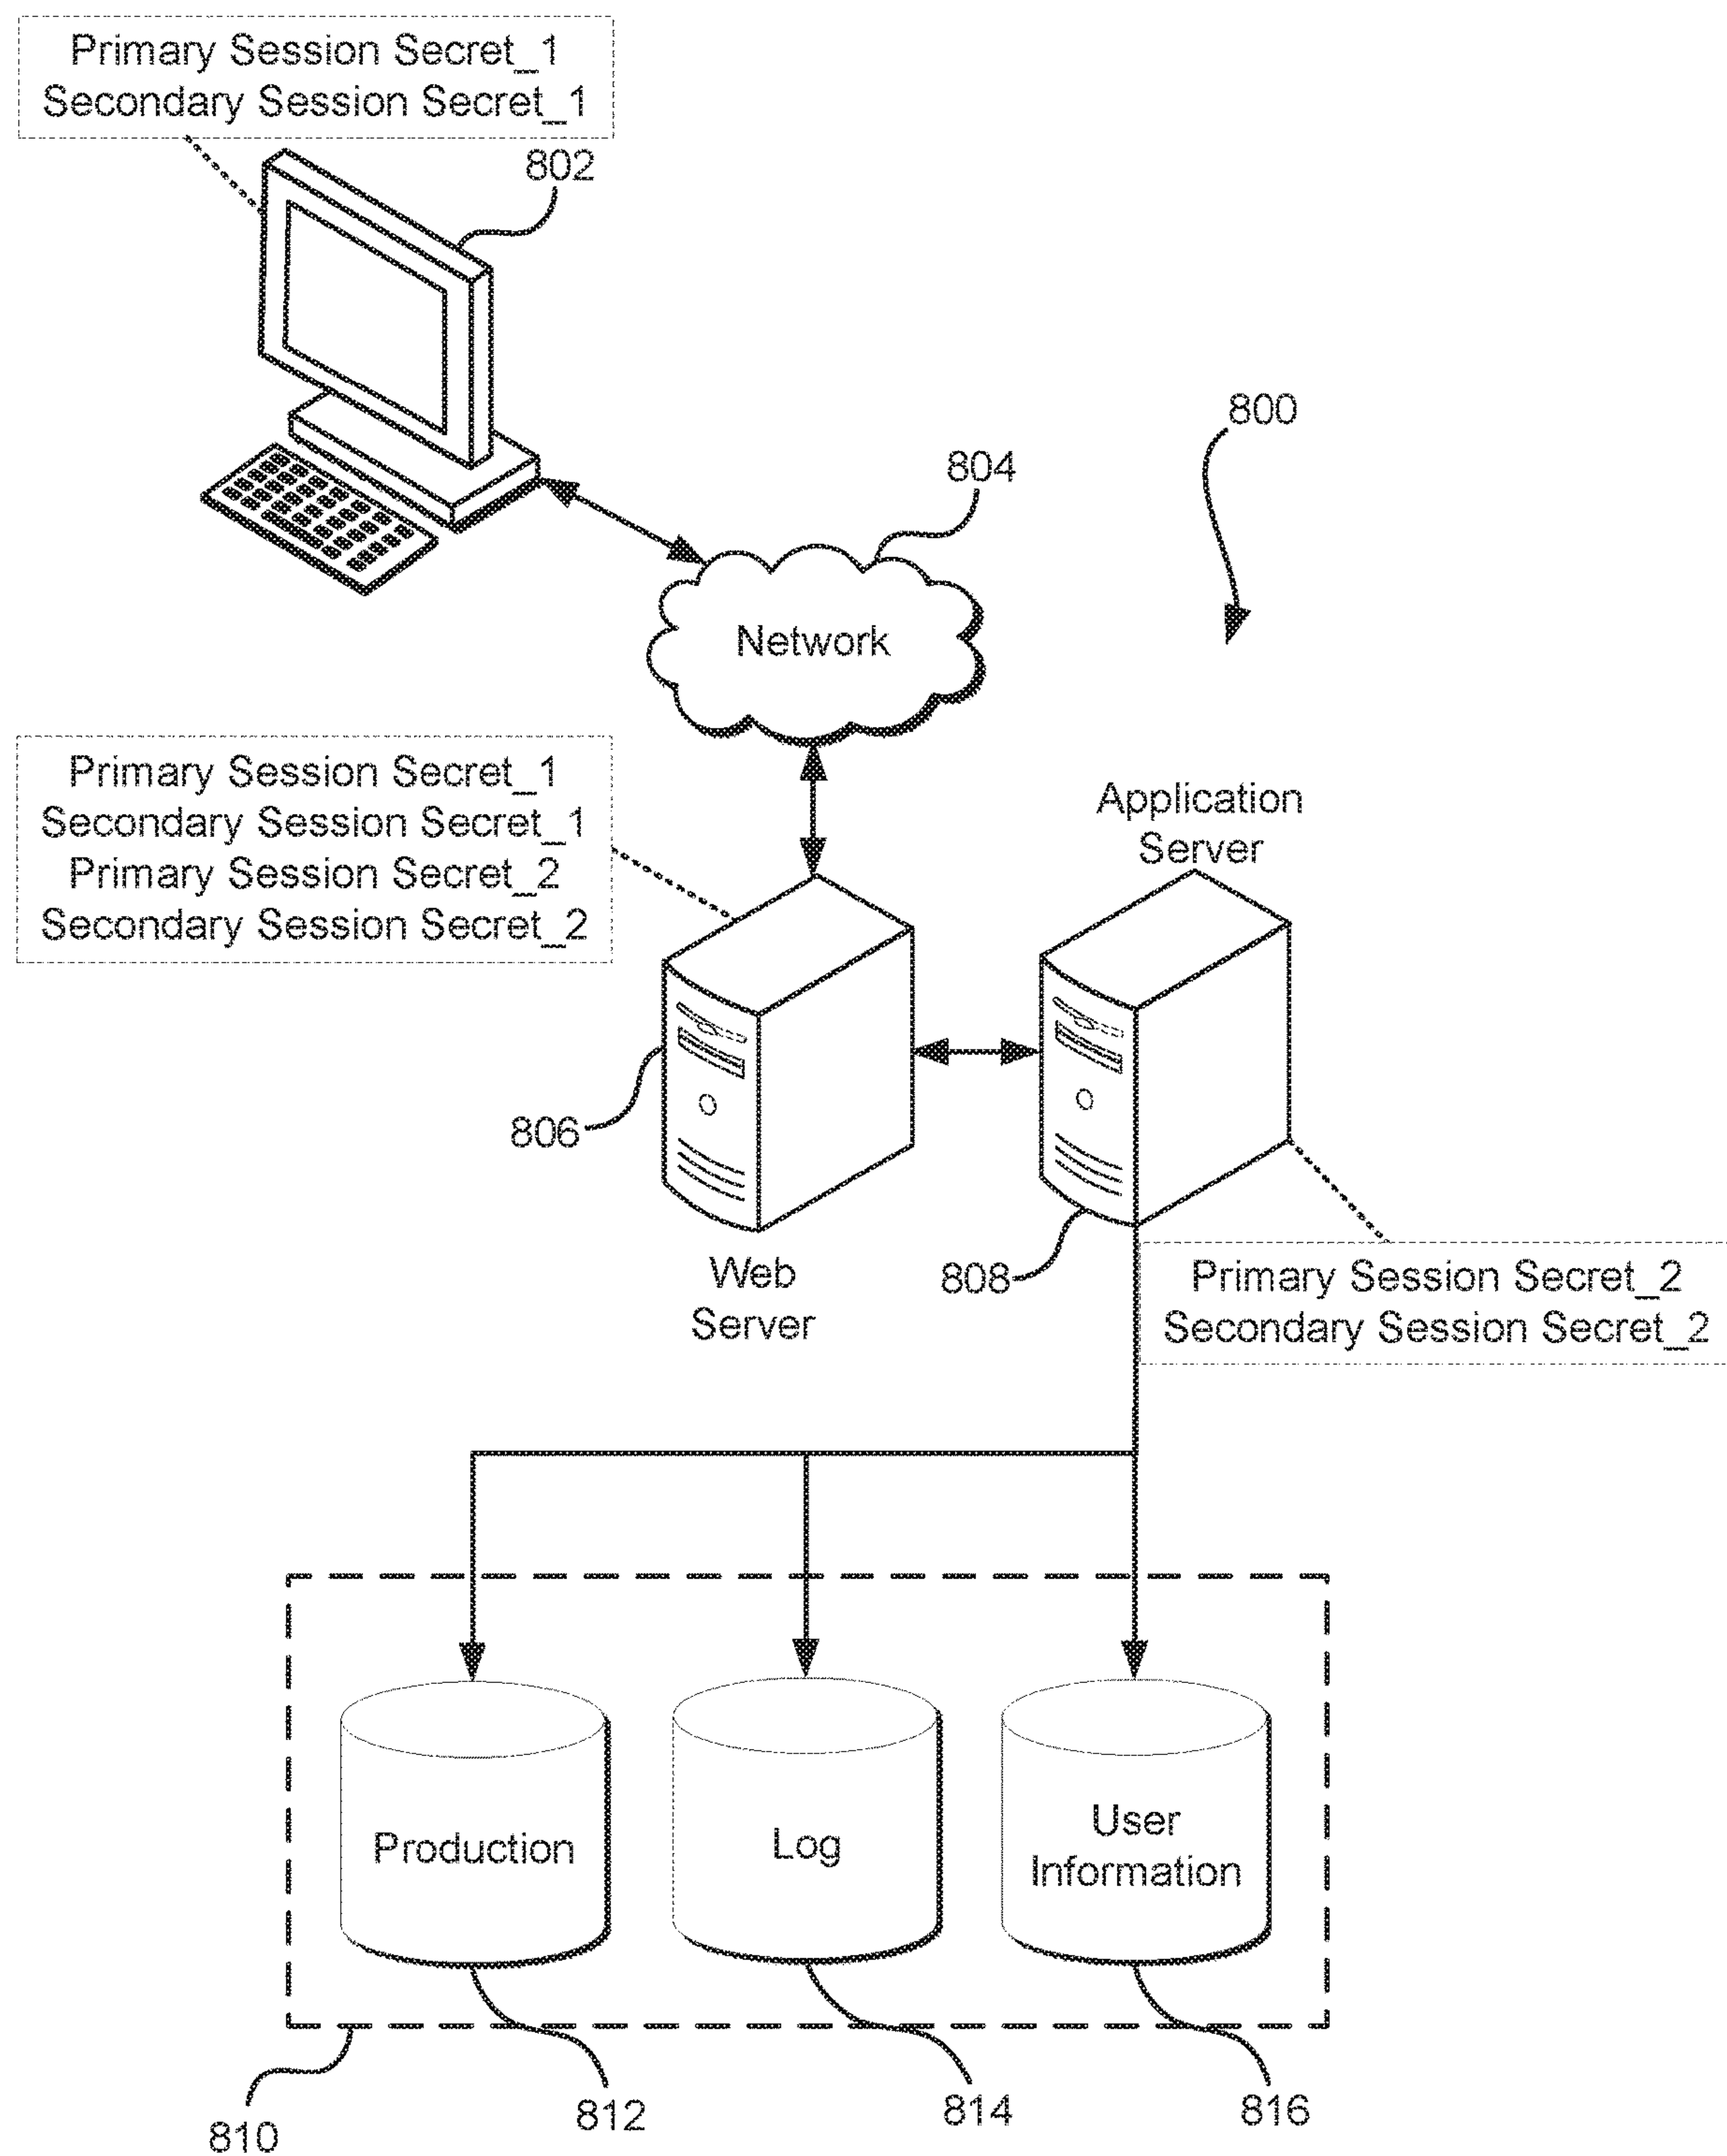 Primary Session Secret_1
Secondary Session Secret_1
802
800
804
Network
Primary Session Secret_1
Secondary Session Secret_1
Primary Session Secret_2
Secondary Session Secret_2
Application
Server
806
Web
Server
808
Primary Session Secret_2
Secondary Session Secret_2
Production
Log
User
Information
810
812
814
816